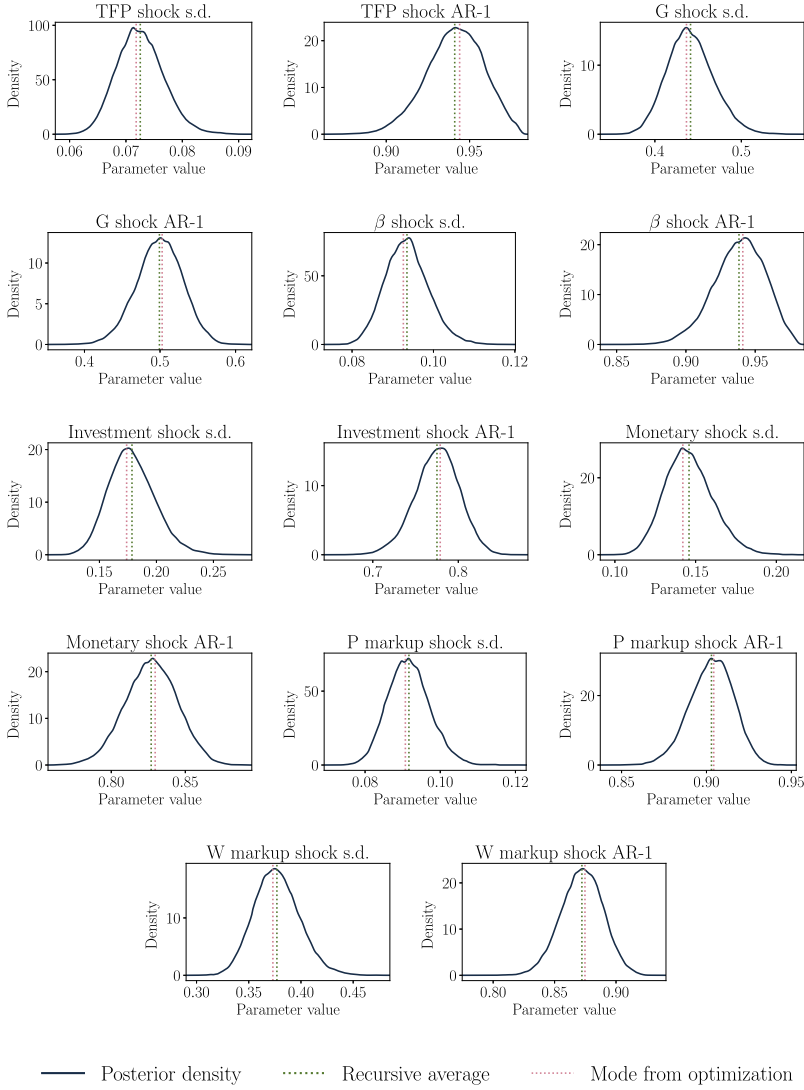 TFP shock s.d. TFP shock AR-1 G shock s.d.
100
50
0
Density
0.06 0.07 0.08 0.09
Parameter value
20
10
0
Density
0.90 0.95
Parameter value
10
0
Density
0.4 0.5
Parameter value
G shock AR-1 β shock s.d. β shock AR-1
10
5
0
Density
0.4 0.5 0.6
Parameter value
50
0
Density
0.08 0.10 0.12
Parameter value
20
10
0
Density
0.85 0.90 0.95
Parameter value
Investment shock s.d. Investment shock AR-1 Monetary shock s.d.
20
10
0
Density
0.15 0.20 0.25
Parameter value
10
0
Density
0.7 0.8
Parameter value
20
0
Density
0.10 0.15 0.20
Parameter value
Monetary shock AR-1 P markup shock s.d. P markup shock AR-1
20
10
0
Density
0.80 0.85
Parameter value
50
0
Density
0.08 0.10 0.12
Parameter value
20
0
Density
0.85 0.90 0.95
Parameter value
W markup shock s.d. W markup shock AR-1
10
0
Density
0.30 0.35 0.40 0.45
Parameter value
20
10
0
Density
0.80 0.85 0.90
Parameter value
Posterior density Recursive average Mode from optimization